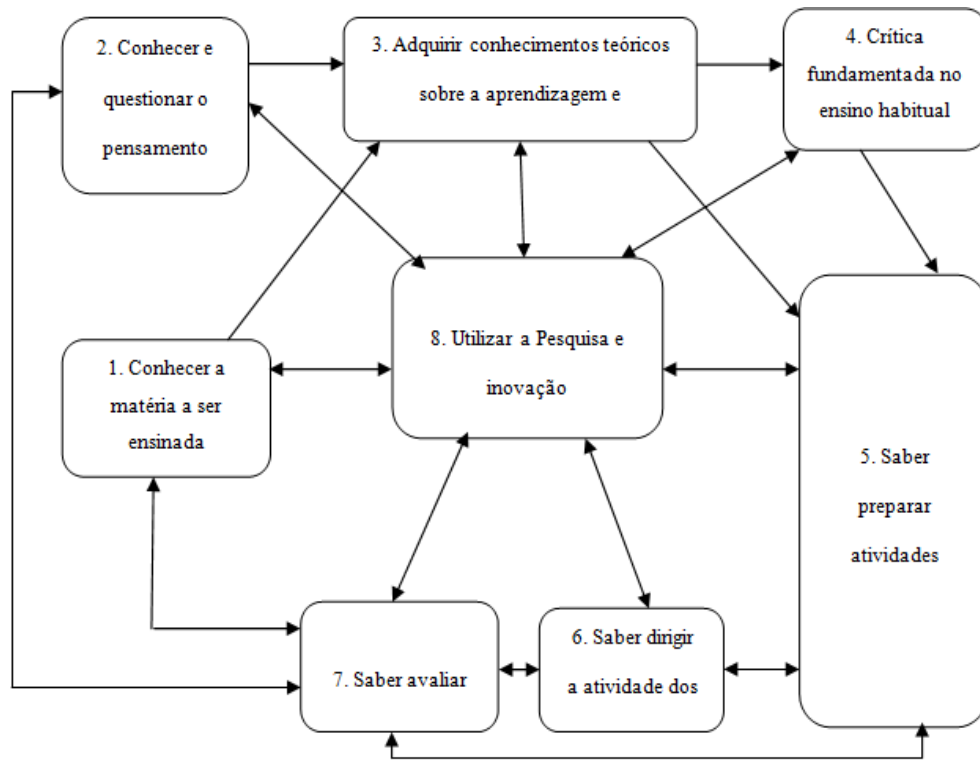 2. Conhecer e
questionar o
pensamento
3. Adquirir conhecimentos teóricos
sobre a aprendizagem e
4. Crítica
fundamentada no
ensino habitual
8. Utilizar a Pesquisa e
inovação
1. Conhecer a
matéria a ser
ensinada
5. Saber
preparar
atividades
7. Saber avaliar
6. Saber dirigir
a atividade dos